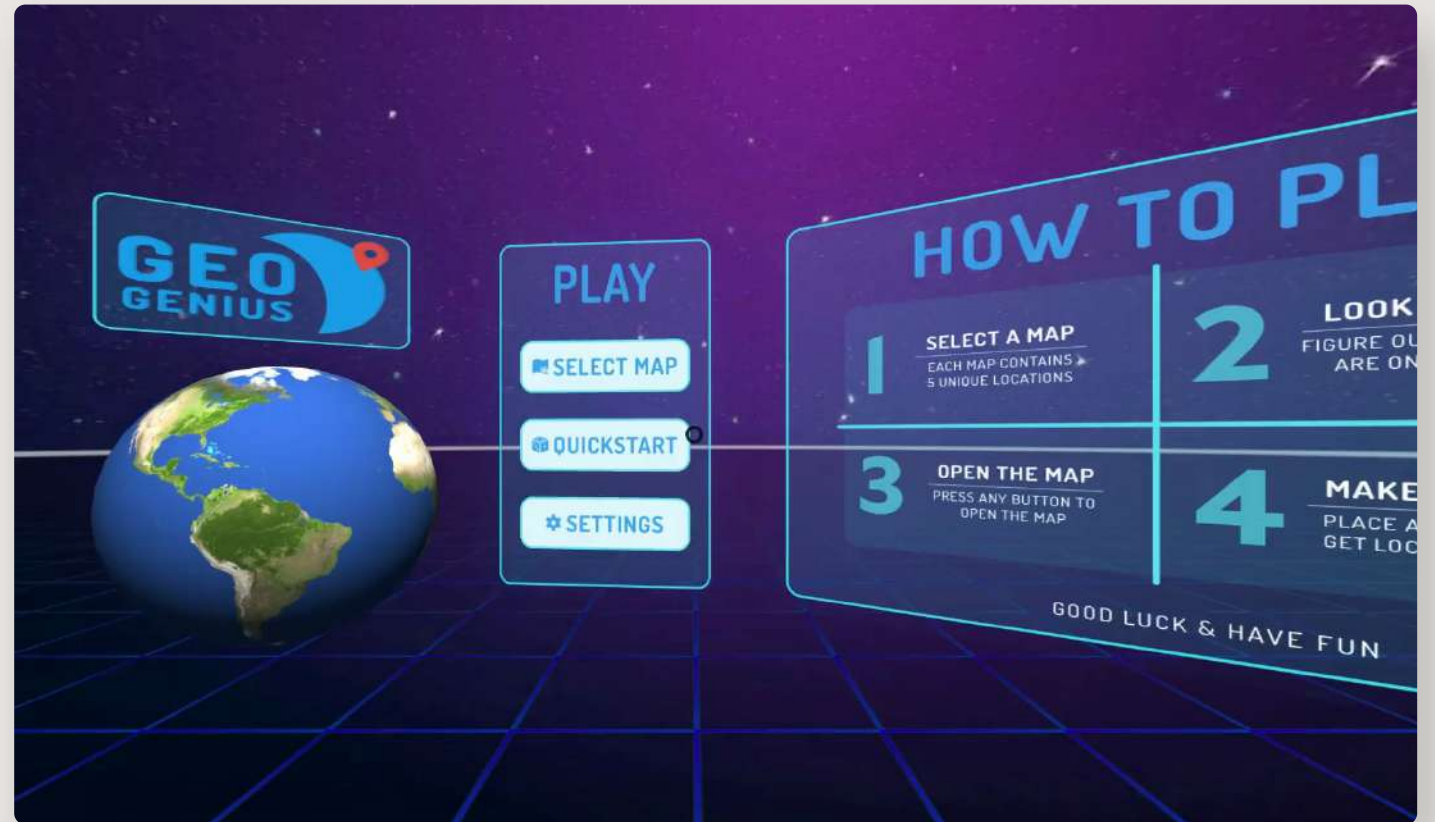 GEO
GENIUS
PLAY
SELECT MAP
QUICKSTART
SETTINGS
HOW TO PL
1
SELECT A MAP
EACH MAP CONTAINS
5 UNIQUE LOCATIONS
2
LOOK
FIGURE OU
ARE ON
3
OPEN THE MAP
PRESS ANY BUTTON TO
OPEN THE MAP
4
MAKE
PLACE A
GET LOC
GOOD LUCK & HAVE FUN